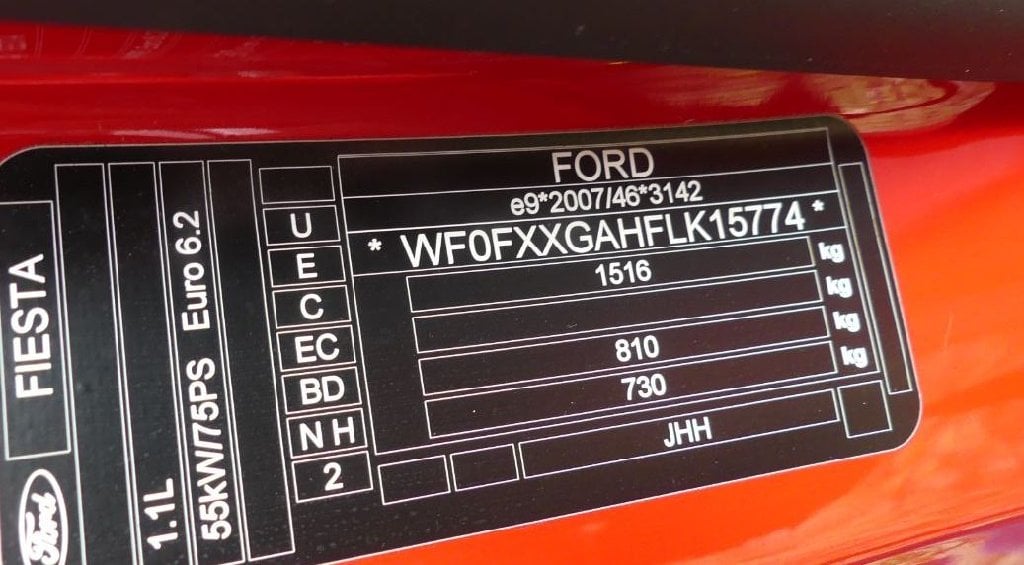 FORD
e9*2007/46*3142
* WF0FXXGAHFLK15774 *
1516 kg
kg
810 kg
730 kg
JHH
U
E
C
EC
BD
N H
2
55kW/75PS Euro 6.2
1.1L
FIESTA
Ford